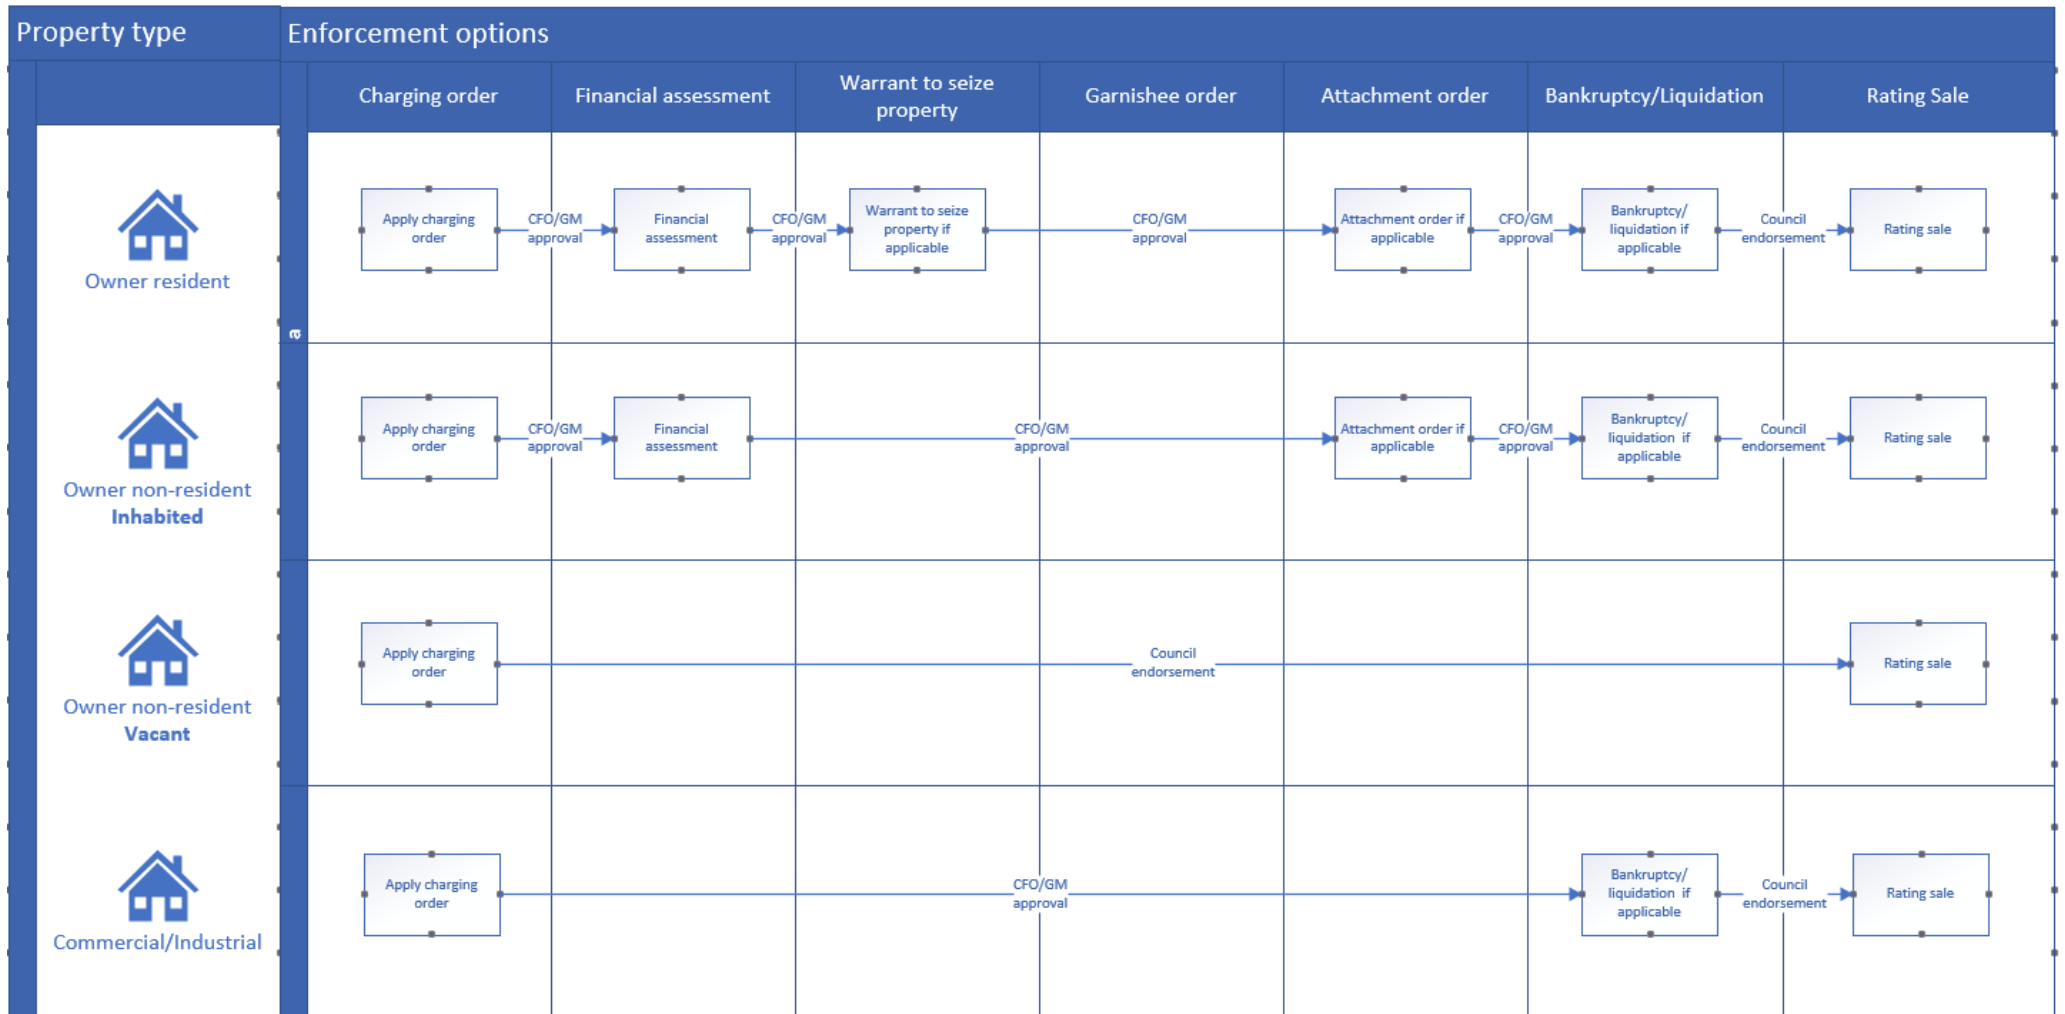 Property type
Enforcement options
Charging order
Financial assessment
Warrant to seize
property
Garnishee order
Attachment order
Bankruptcy/Liquidation
Rating Sale
a
Owner resident
Apply charging
order
CFO/GM
approval
Financial
assessment
CFO/GM
approval
Warrant to seize
property if
applicable
CFO/GM
approval
Attachment order if
applicable
CFO/GM
approval
Bankruptcy/
liquidation if
applicable
Council
endorsement
Rating sale
Owner non-resident
Inhabited
Apply charging
order
CFO/GM
approval
Financial
assessment
CFO/GM
approval
Attachment order if
applicable
CFO/GM
approval
Bankruptcy/
liquidation if
applicable
Council
endorsement
Rating sale
Owner non-resident
Vacant
Apply charging
order
Council
endorsement
Rating sale
Commercial/Industrial
Apply charging
order
CFO/GM
approval
Bankruptcy/
liquidation if
applicable
Council
endorsement
Rating sale